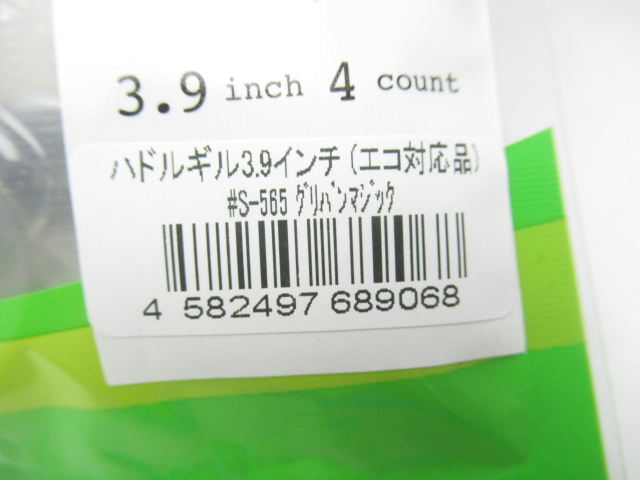 3.9 inch 4 count
ハドルギル3.9インチ(エコ対応品)
#S-565 グリパンマジック
4 582497 689068